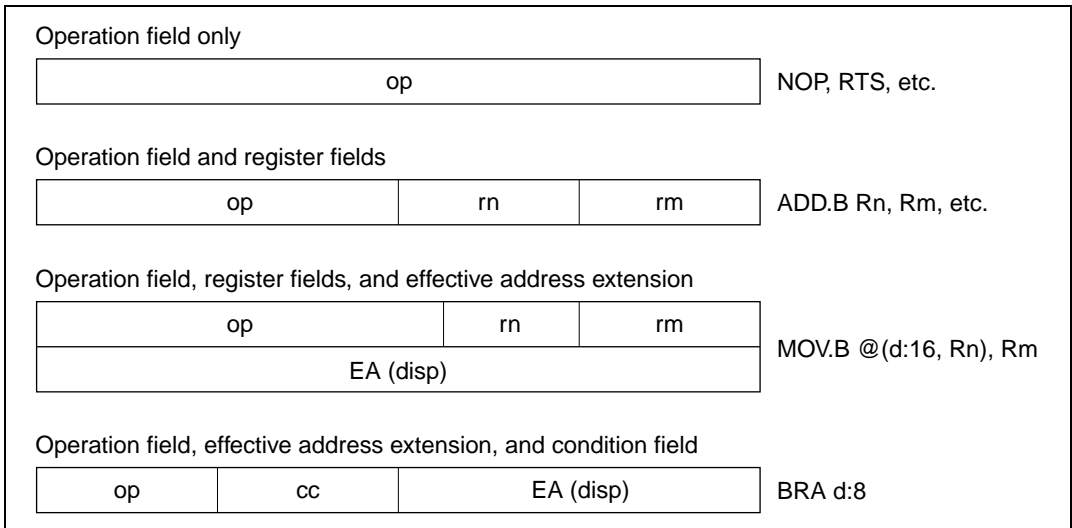 Operation field only
op
NOP, RTS, etc.
Operation field and register fields
op rn rm
ADD.B Rn, Rm, etc.
Operation field, register fields, and effective address extension
op rn rm
EA (disp)
MOV.B @(d:16, Rn), Rm
Operation field, effective address extension, and condition field
op cc EA (disp)
BRA d:8